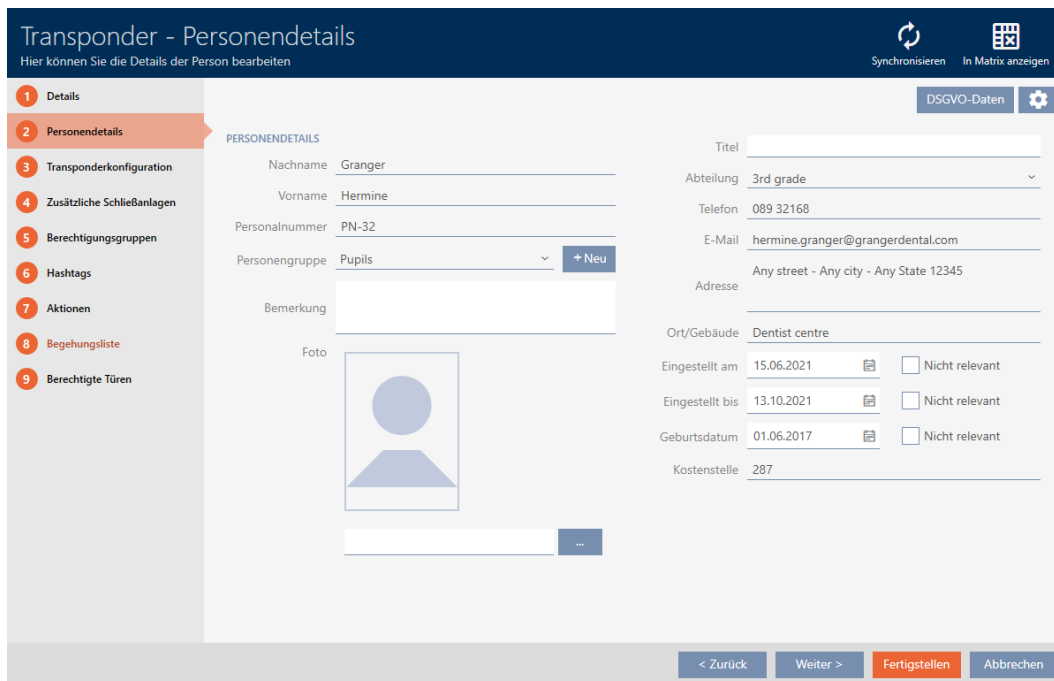 Transponder - Personendetails
Hier können Sie die Details der Person bearbeiten
Synchronisieren
In Matrix anzeigen
1 Details
2 Personendetails
3 Transponderkonfiguration
4 Zusätzliche Schließanlagen
5 Berechtigungsgruppen
6 Hashtags
7 Aktionen
8 Begehungsliste
9 Berechtigte Türen
DSGVO-Daten
PERSONENDETAILS
Nachname Granger
Vorname Hermine
Personalnummer PN-32
Personengruppe Pupils + Neu
Bemerkung
Foto
...
Titel
Abteilung 3rd grade
Telefon 089 32168
E-Mail hermine.granger@grangerdental.com
Adresse Any street - Any city - Any State 12345
Ort/Gebäude Dentist centre
Eingestellt am 15.06.2021 Nicht relevant
Eingestellt bis 13.10.2021 Nicht relevant
Geburtsdatum 01.06.2017 Nicht relevant
Kostenstelle 287
< Zurück
Weiter >
Fertigstellen
Abbrechen